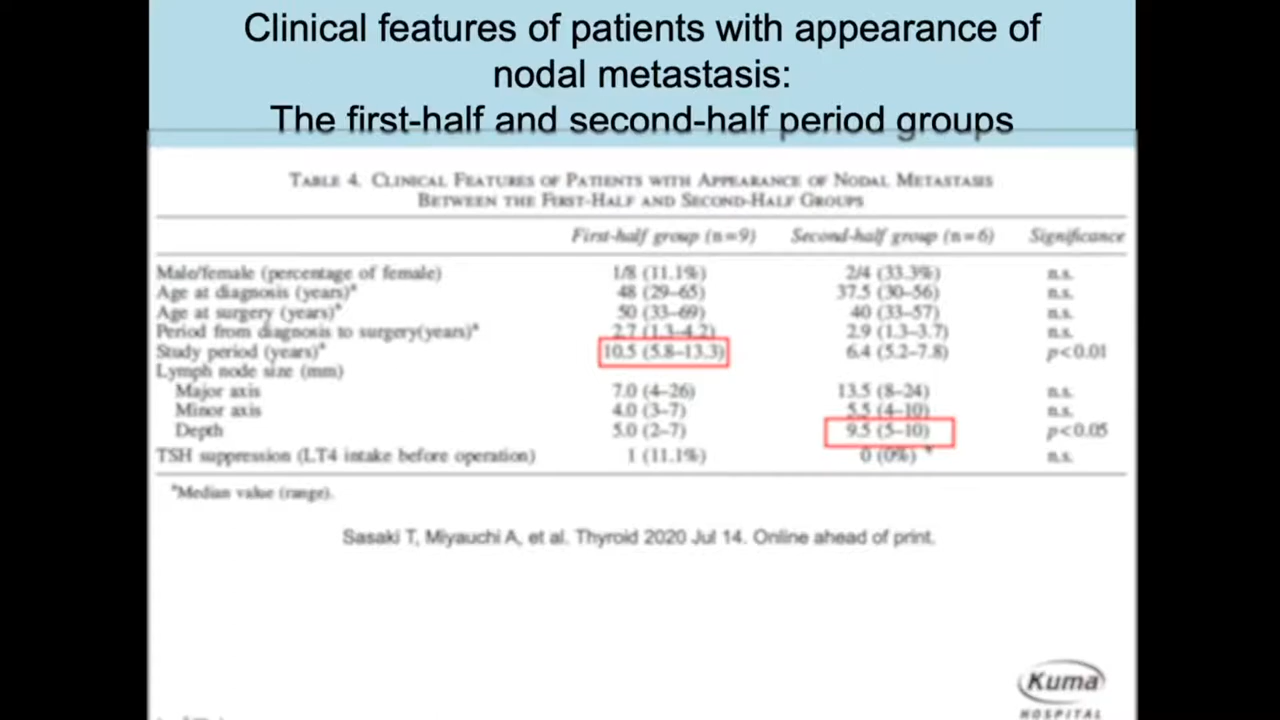 Clinical features of patients with appearance of
nodal metastasis:
The first-half and second-half period groups
TABLE 4. CLINICAL FEATURES OF PATIENTS WITH APPEARANCE OF NODAL METASTASIS
BETWEEN THE FIRST-HALF AND SECOND-HALF GROUPS
First-half group (n=9) Second-half group (n=6) Significance
Male/female (percentage of female) 1/8 (11.1%) 2/4 (33.3%) n.s.
Age at diagnosis (years)* 48 (29–65) 37.5 (30–56) n.s.
Age at surgery (years)* 50 (33–69) 40 (33–57) n.s.
Period from diagnosis to surgery(years)* 2.7 (1.3–4.2) 2.9 (1.3–3.7) n.s.
Study period (years)* 10.5 (5.8–13.3) 6.4 (5.2–7.8) p<0.01
Lymph node size (mm)
Major axis 7.0 (4–26) 13.5 (8–24) n.s.
Minor axis 4.0 (3–7) 5.5 (4–10) n.s.
Depth 5.0 (2–7) 9.5 (5–10) p<0.05
TSH suppression (LT4 intake before operation) 1 (11.1%) 0 (0%) n.s.
*Median value (range).
Sasaki T, Miyauchi A, et al. Thyroid 2020 Jul 14. Online ahead of print.
Kuma
HOSPITAL